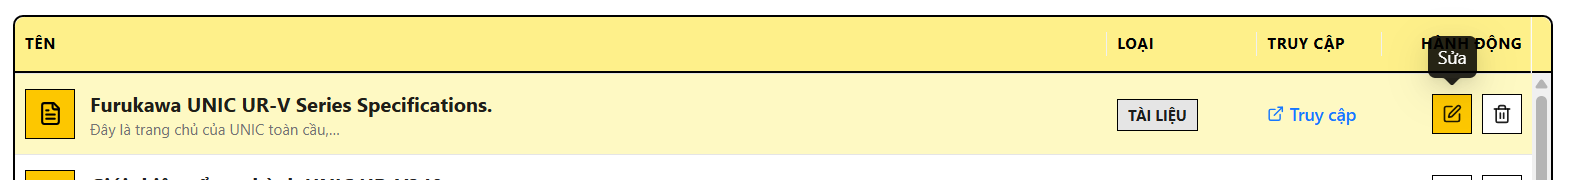 TÊN LOẠI TRUY CẬP HÀNH ĐỘNG
Sửa
Furukawa UNIC UR-V Series Specifications.
Đây là trang chủ của UNIC toàn cầu,...
TÀI LIỆU
Truy cập